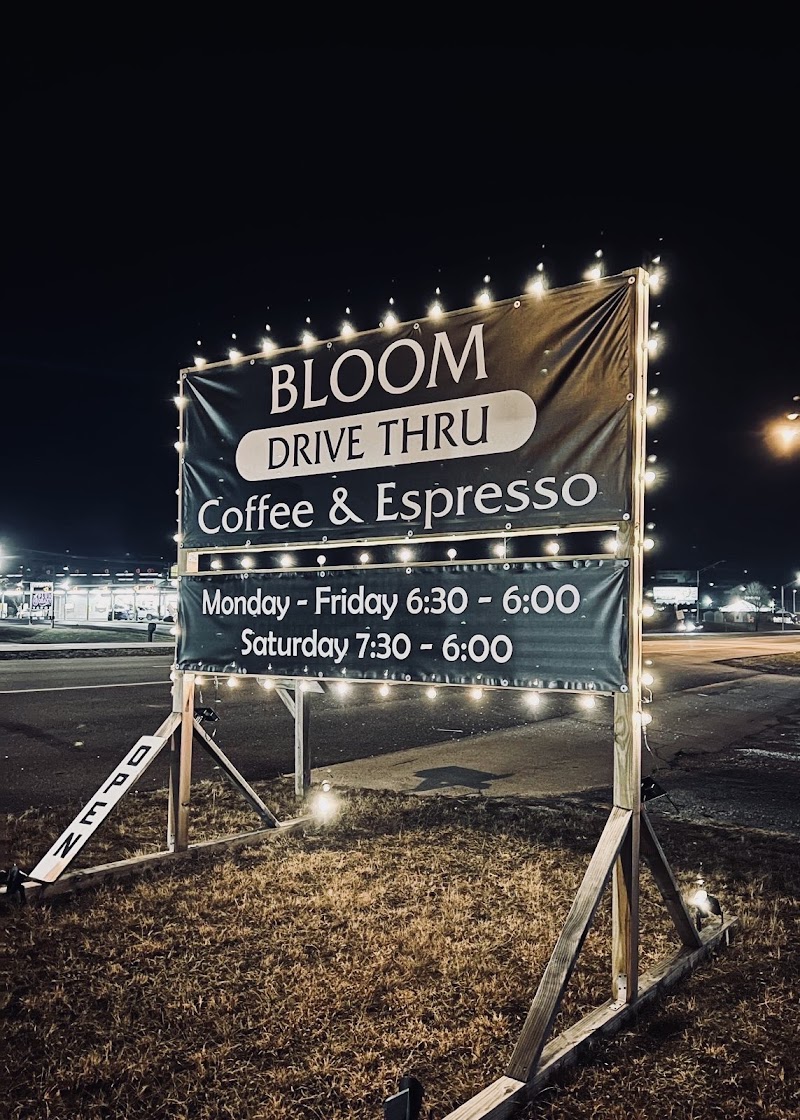 BLOOM
DRIVE THRU
Coffee & Espresso
Monday - Friday 6:30 - 6:00
Saturday 7:30 - 6:00
OPEN